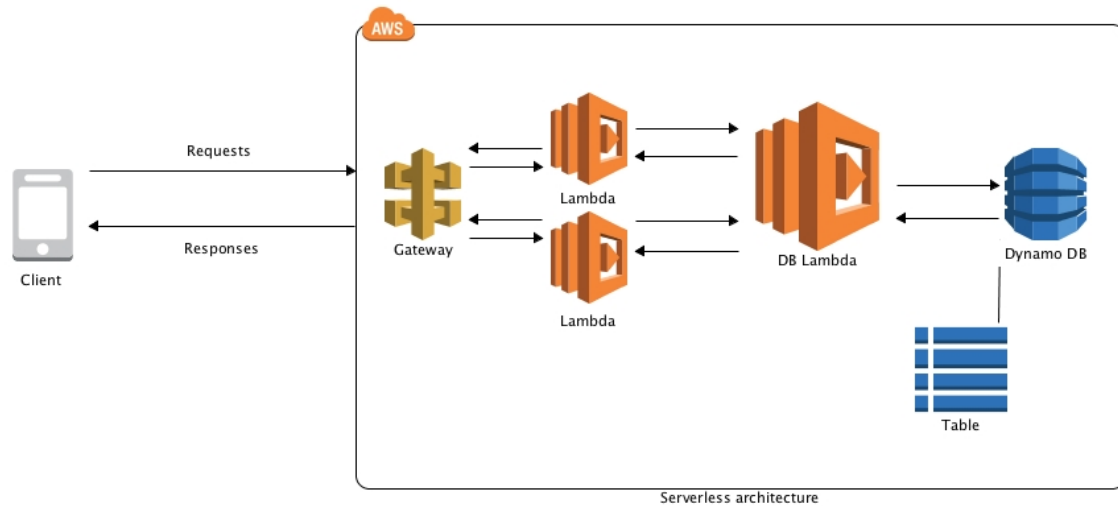 AWS
Requests
Responses
Client
Gateway
Lambda
Lambda
DB Lambda
Dynamo DB
Table
Serverless architecture